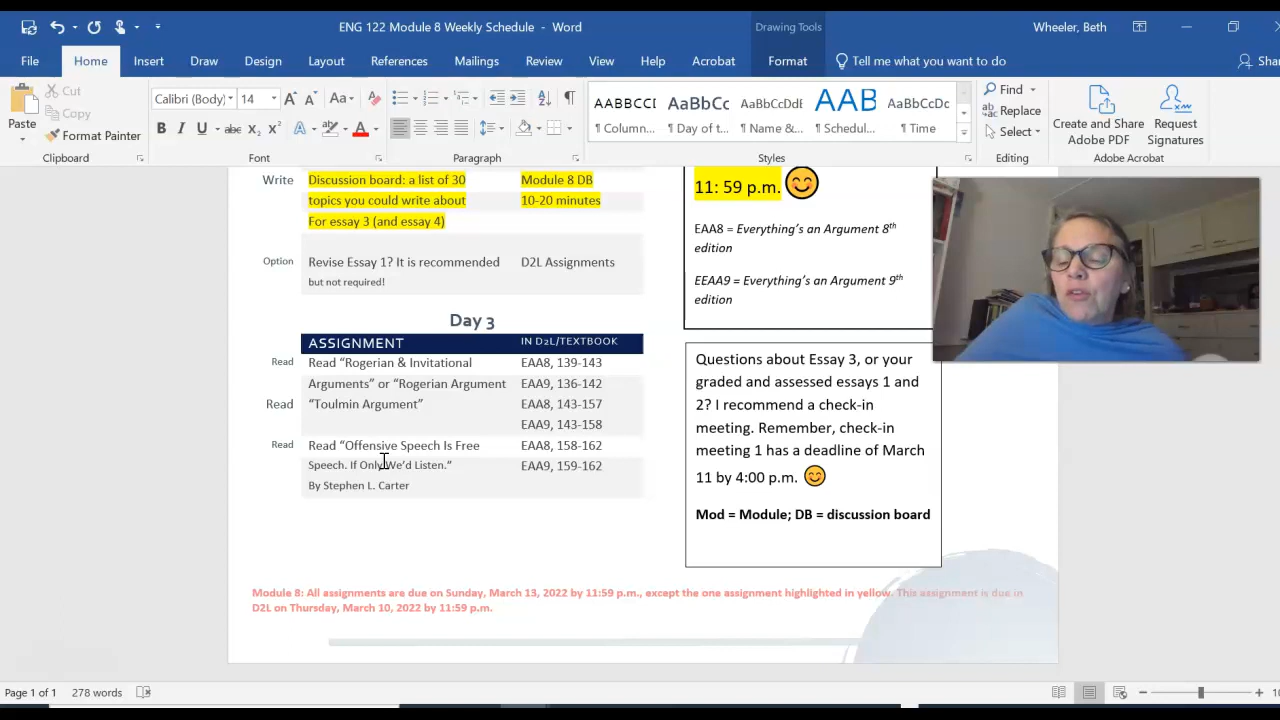 ENG 122 Module 8 Weekly Schedule - Word
Drawing Tools
Wheeler, Beth
File Home Insert Draw Design Layout References Mailings Review View Help Acrobat Format Tell me what you want to do Shar
Paste
Cut
Copy
Format Painter
Clipboard
Calibri (Body) 14
Font
Paragraph
AABBCCI ¶ Column...
AaBbCc ¶ Day of t...
AaBbCcDdE ¶ Name &...
AAB ¶ Schedul...
AaBbCcDc ¶ Time
Styles
Find
Replace
Select
Editing
Create and Share Adobe PDF
Request Signatures
Adobe Acrobat
Write Discussion board: a list of 30 Module 8 DB
topics you could write about 10-20 minutes
For essay 3 (and essay 4)
Option Revise Essay 1? It is recommended D2L Assignments
but not required!
Day 3
ASSIGNMENT IN D2L/TEXTBOOK
Read Read “Rogerian & Invitational EAA8, 139-143
Arguments” or “Rogerian Argument EAA9, 136-142
Read “Toulmin Argument” EAA8, 143-157
EAA9, 143-158
Read Read “Offensive Speech Is Free EAA8, 158-162
Speech. If Only We’d Listen.” EAA9, 159-162
By Stephen L. Carter
11: 59 p.m. 😊
EAA8 = Everything’s an Argument 8th
edition
EEAA9 = Everything’s an Argument 9th
edition
Questions about Essay 3, or your
graded and assessed essays 1 and
2? I recommend a check-in
meeting. Remember, check-in
meeting 1 has a deadline of March
11 by 4:00 p.m. 😊
Mod = Module; DB = discussion board
Module 8: All assignments are due on Sunday, March 13, 2022 by 11:59 p.m., except the one assignment highlighted in yellow. This assignment is due in
D2L on Thursday, March 10, 2022 by 11:59 p.m.
Page 1 of 1 278 words
10